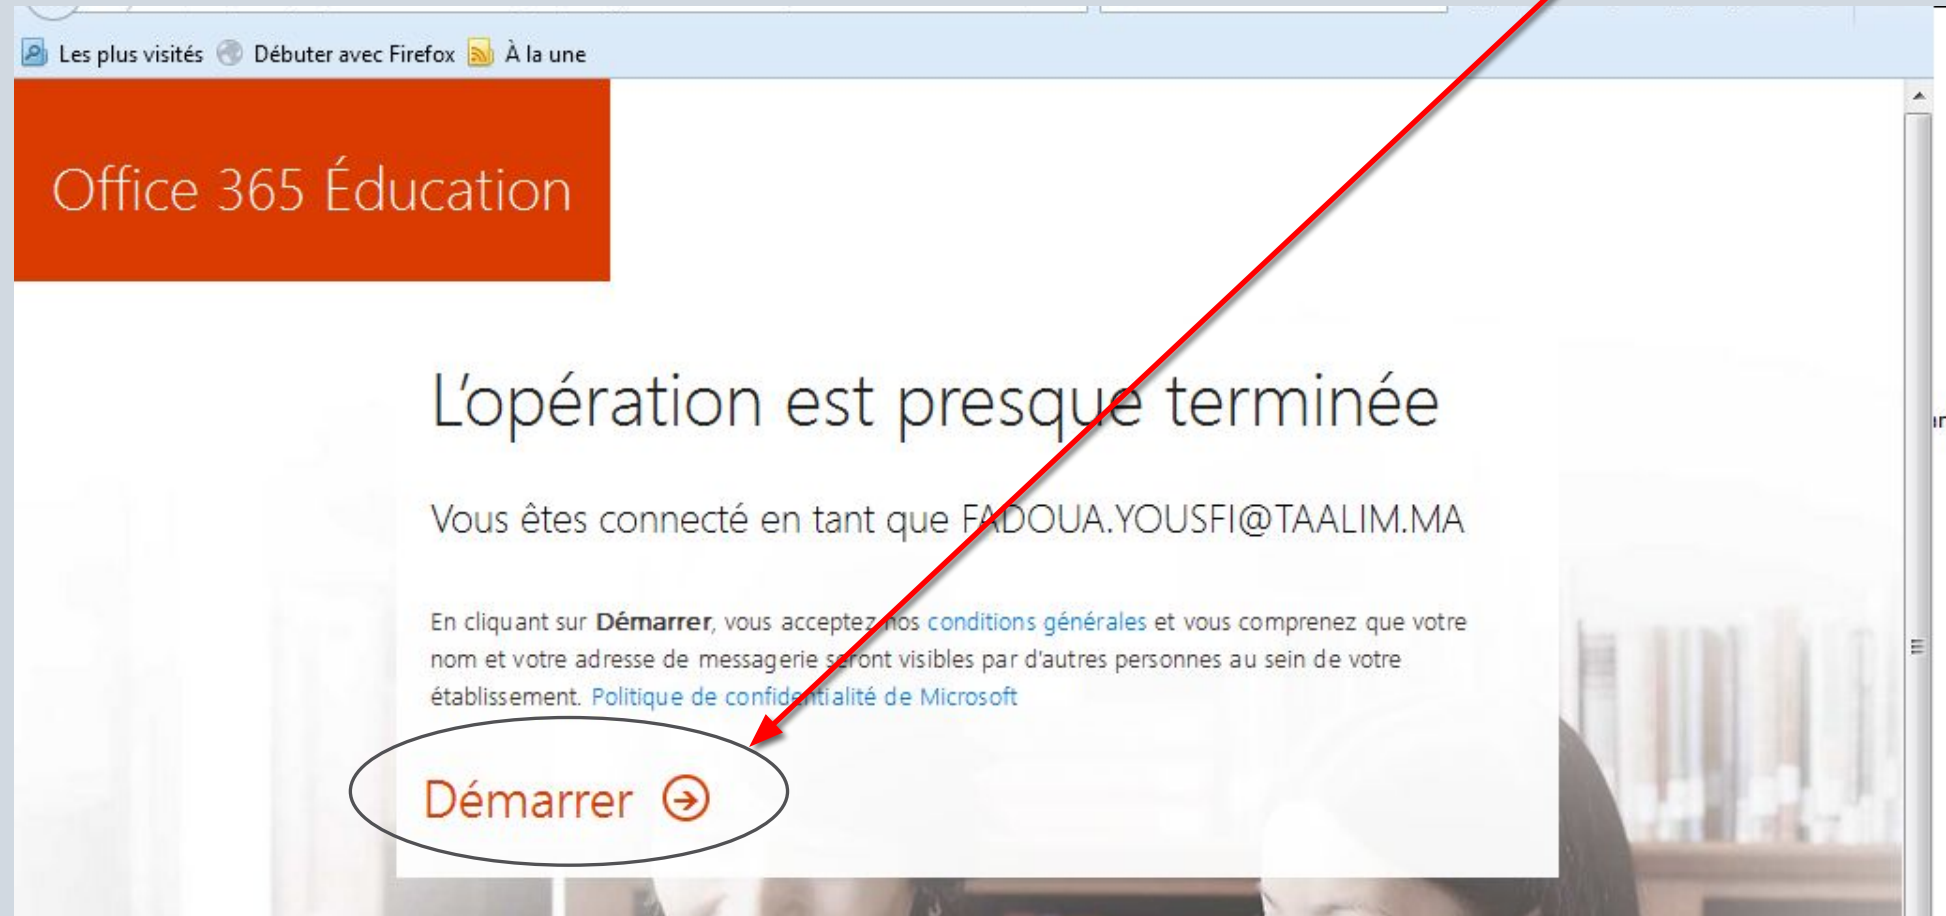 Les plus visités Débuter avec Firefox À la une
Office 365 Éducation
L'opération est presque terminée
Vous êtes connecté en tant que FADOUA.YOUSFI@TAALIM.MA
En cliquant sur Démarrer, vous acceptez nos conditions générales et vous comprenez que votre
nom et votre adresse de messagerie seront visibles par d'autres personnes au sein de votre
établissement. Politique de confidentialité de Microsoft
Démarrer